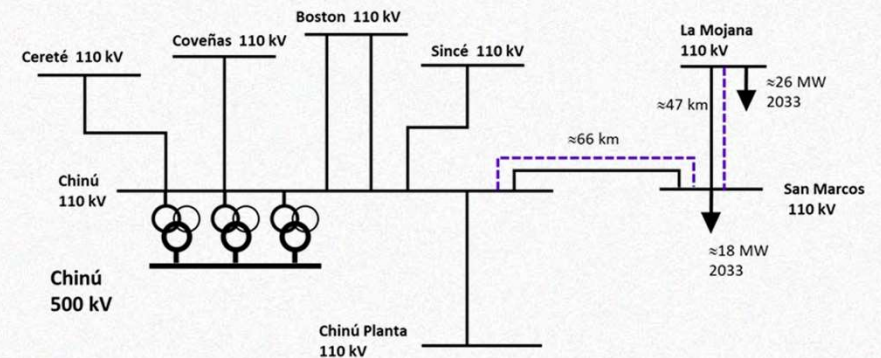 Boston 110 kV
Coveñas 110 kV
Cereté 110 kV
Sincé 110 kV
La Mojana
110 kV
≈26 MW
2033
≈47 km
≈66 km
Chinú
110 kV
San Marcos
110 kV
≈18 MW
2033
Chinú
500 kV
Chinú Planta
110 kV